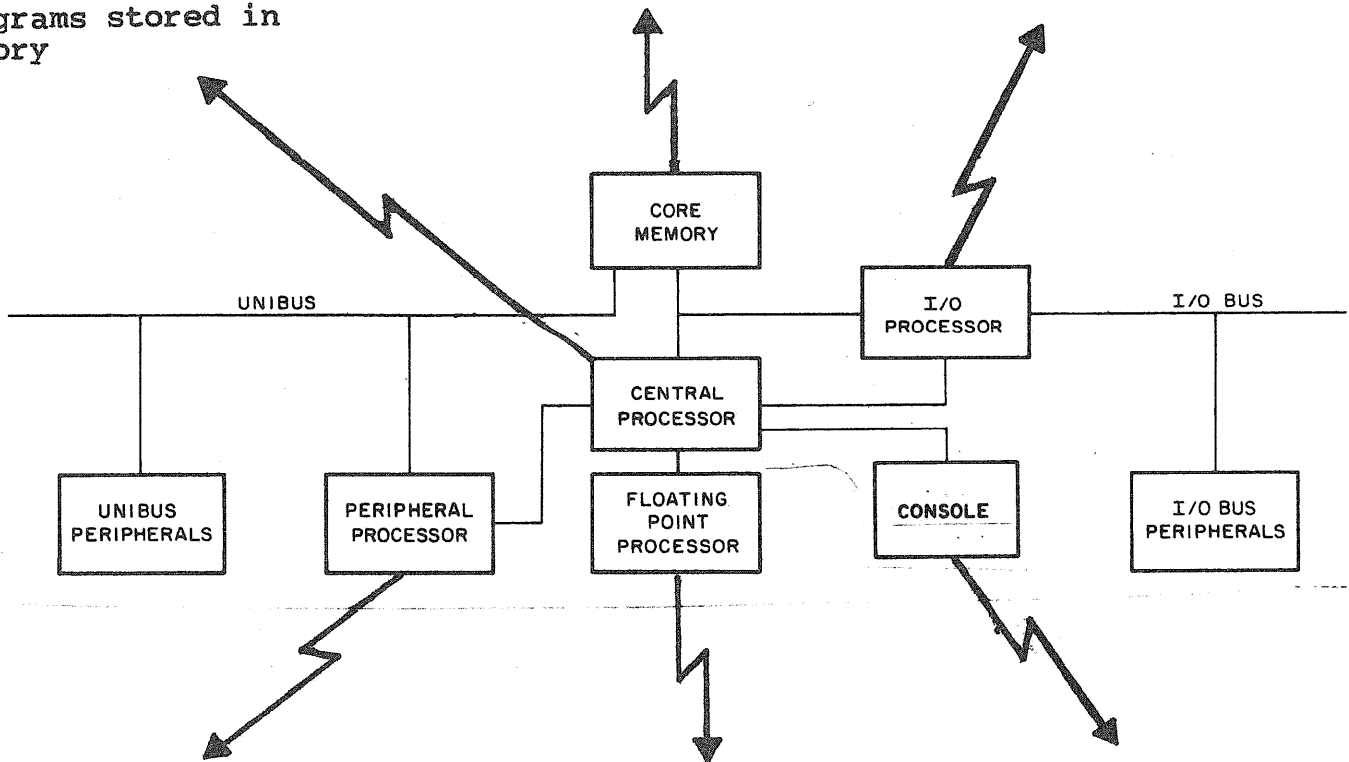 grams stored in
ory
CORE
MEMORY
UNIBUS
I/O
PROCESSOR
I/O BUS
CENTRAL
PROCESSOR
UNIBUS
PERIPHERALS
PERIPHERAL
PROCESSOR
FLOATING
POINT
PROCESSOR
CONSOLE
I/O BUS
PERIPHERALS